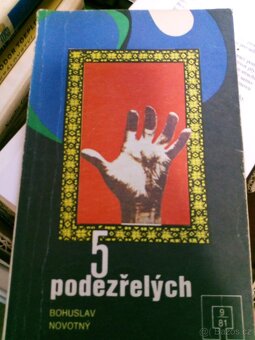 5
podezřelých
BOHUSLAV
NOVOTNÝ
9
81